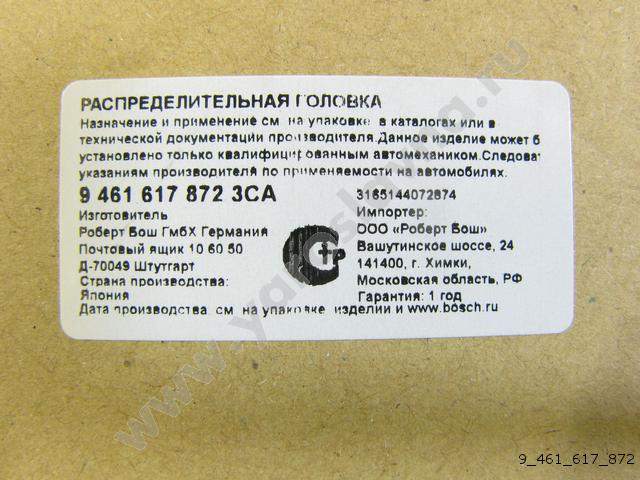 РАСПРЕДЕЛИТЕЛЬНАЯ ГОЛОВКА
Назначение и применение см. на упаковке, в каталогах или в
технической документации производителя.Данное изделие может б
установлено только квалифицированным автомехаником.Следоват
указаниям производителя по применяемости на автомобилях.
9 461 617 872 3CA
3165144072874
Изготовитель
Импортер:
Роберт Бош ГмбХ Германия
ООО «Роберт Бош»
Почтовый ящик 10 60 50
Вашутинское шоссе, 24
Д-70049 Штутгарт
141400, г. Химки,
Страна производства:
Московская область, РФ
Япония
Гарантия: 1 год
Дата производства см. на упаковке, изделии и www.bosch.ru
9_461_617_872